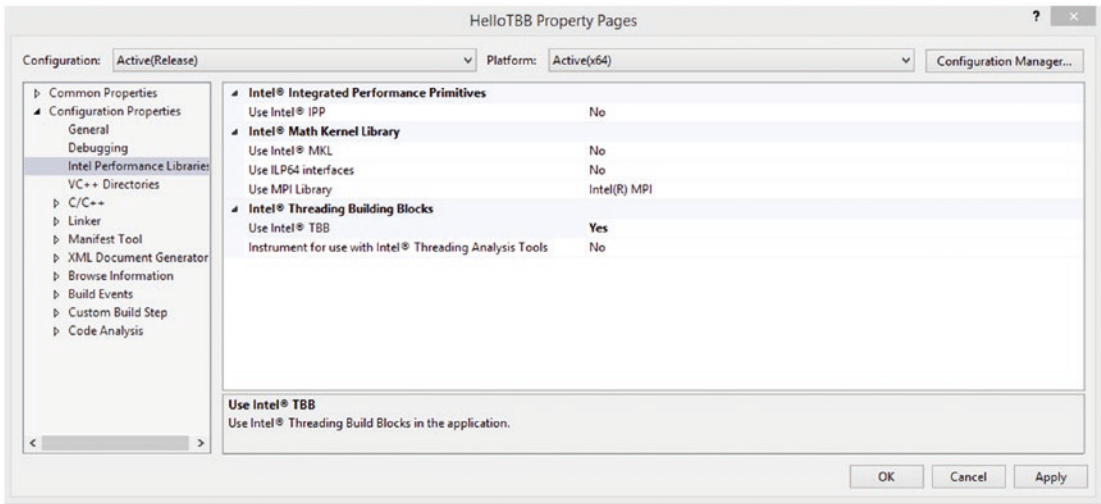 HelloTBB Property Pages
?
Configuration: Active(Release) Platform: Active(x64) Configuration Manager...
Common Properties
Configuration Properties
General
Debugging
Intel Performance Libraries
VC++ Directories
C/C++
Linker
Manifest Tool
XML Document Generator
Browse Information
Build Events
Custom Build Step
Code Analysis
Intel® Integrated Performance Primitives
Use Intel® IPP No
Intel® Math Kernel Library
Use Intel® MKL No
Use ILP64 interfaces No
Use MPI Library Intel(R) MPI
Intel® Threading Building Blocks
Use Intel® TBB Yes
Instrument for use with Intel® Threading Analysis Tools No
Use Intel® TBB
Use Intel® Threading Build Blocks in the application.
OK Cancel Apply